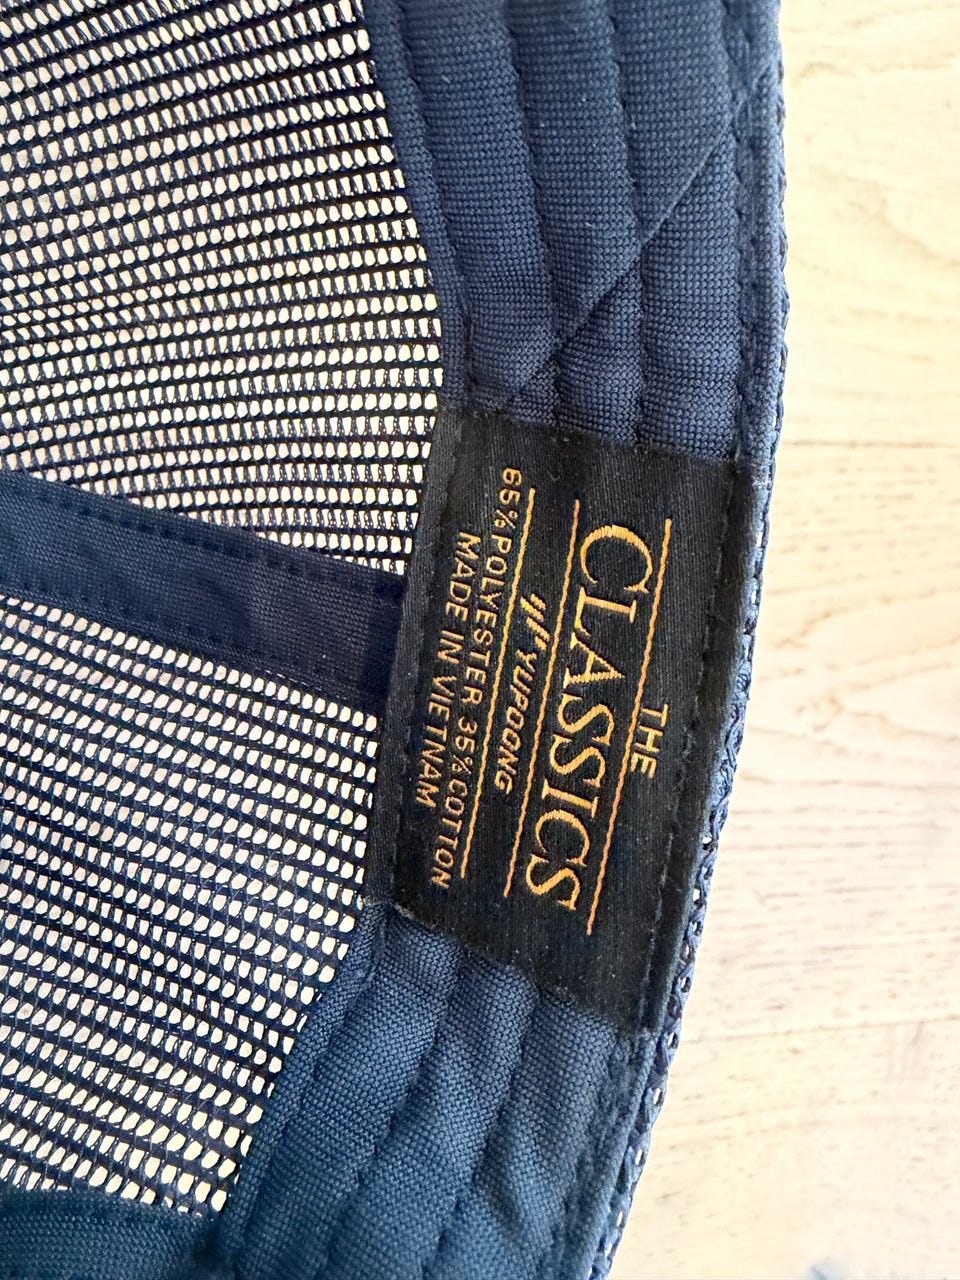 THE
CLASSICS
YUPOONG
65% POLYESTER 35% COTTON
MADE IN VIETNAM